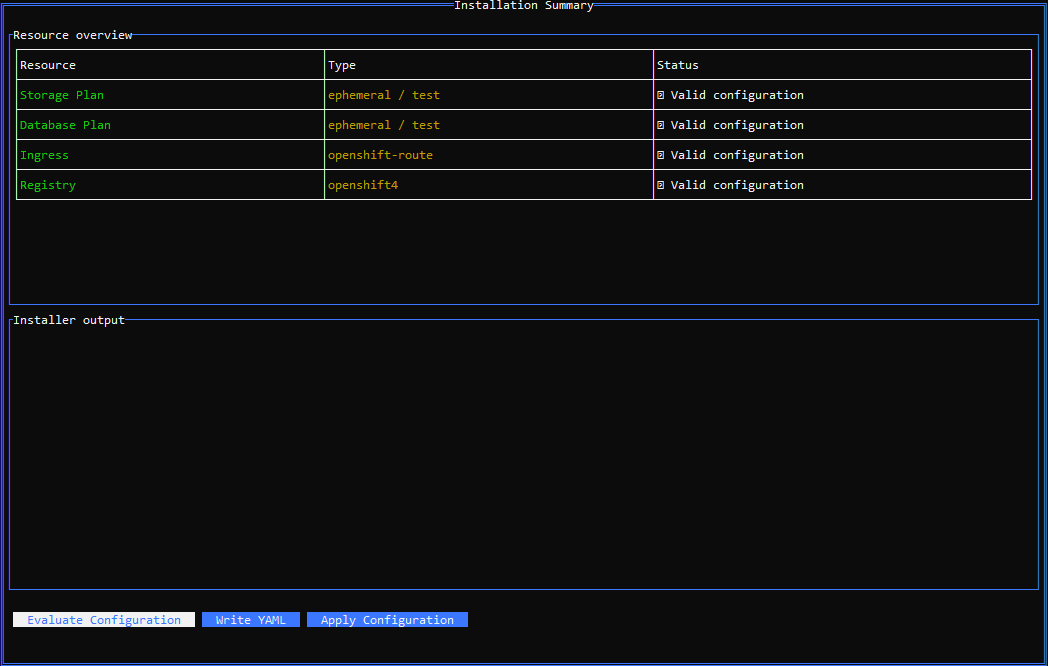 Installation Summary
Resource overview
Resource Type Status
Storage Plan ephemeral / test Valid configuration
Database Plan ephemeral / test Valid configuration
Ingress openshift-route Valid configuration
Registry openshift4 Valid configuration
Installer output
Evaluate Configuration Write YAML Apply Configuration